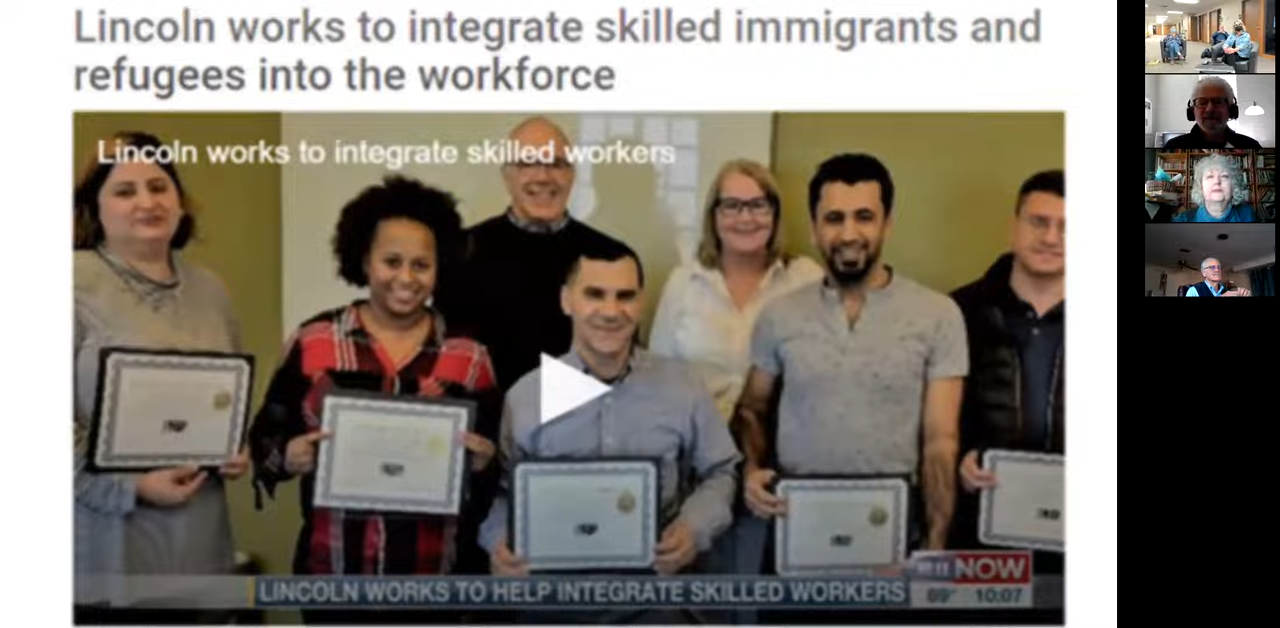 Lincoln works to integrate skilled immigrants and
refugees into the workforce
Lincoln works to integrate skilled workers
NOW
LINCOLN WORKS TO HELP INTEGRATE SKILLED WORKERS
69° 10:07